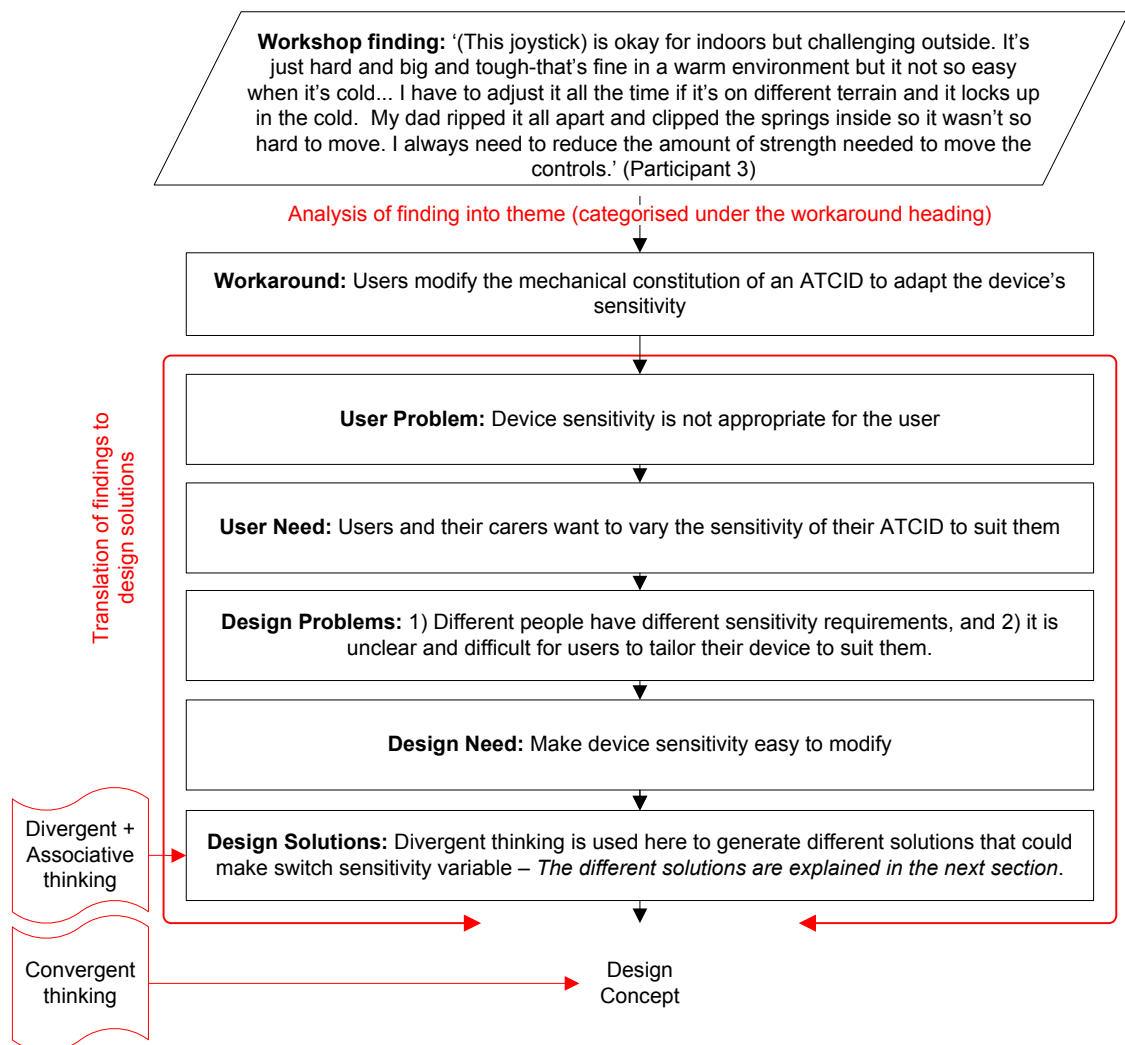 Workshop finding: ‘(This joystick) is okay for indoors but challenging outside. It’s
just hard and big and tough-that’s fine in a warm environment but it not so easy
when it’s cold... I have to adjust it all the time if it’s on different terrain and it locks up
in the cold.  My dad ripped it all apart and clipped the springs inside so it wasn’t so
hard to move. I always need to reduce the amount of strength needed to move the
controls.’ (Participant 3)
Analysis of finding into theme (categorised under the workaround heading)
Workaround: Users modify the mechanical constitution of an ATCID to adapt the device’s
sensitivity
Translation of findings to
design solutions
User Problem: Device sensitivity is not appropriate for the user
User Need: Users and their carers want to vary the sensitivity of their ATCID to suit them
Design Problems: 1) Different people have different sensitivity requirements, and 2) it is
unclear and difficult for users to tailor their device to suit them.
Design Need: Make device sensitivity easy to modify
Divergent +
Associative
thinking
Design Solutions: Divergent thinking is used here to generate different solutions that could
make switch sensitivity variable – The different solutions are explained in the next section.
Convergent
thinking
Design
Concept